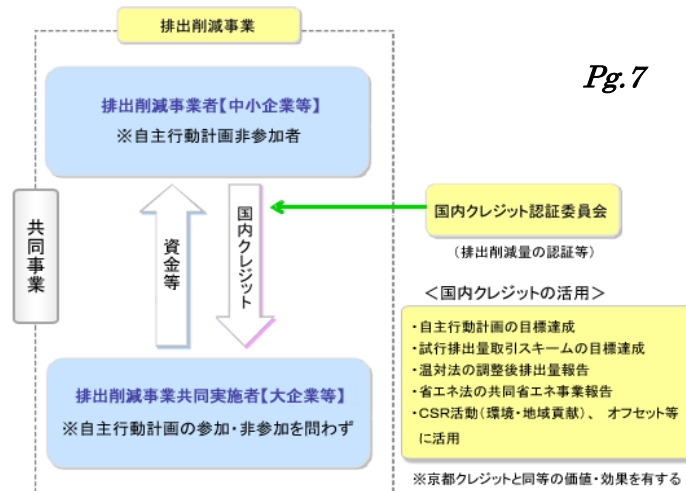 排出削減事業
Pg.7
排出削減事業者【中小企業等】
※自主行動計画非参加者
共同事業
資金等
国内クレジット
国内クレジット認証委員会
(排出削減量の認証等)
＜国内クレジットの活用＞
・自主行動計画の目標達成
・試行排出量取引スキームの目標達成
・温対法の調整後排出量報告
・省エネ法の共同省エネ事業報告
・CSR活動(環境・地域貢献)、オフセット等
に活用
排出削減事業共同実施者【大企業等】
※自主行動計画の参加・非参加を問わず
※京都クレジットと同等の価値・効果を有する